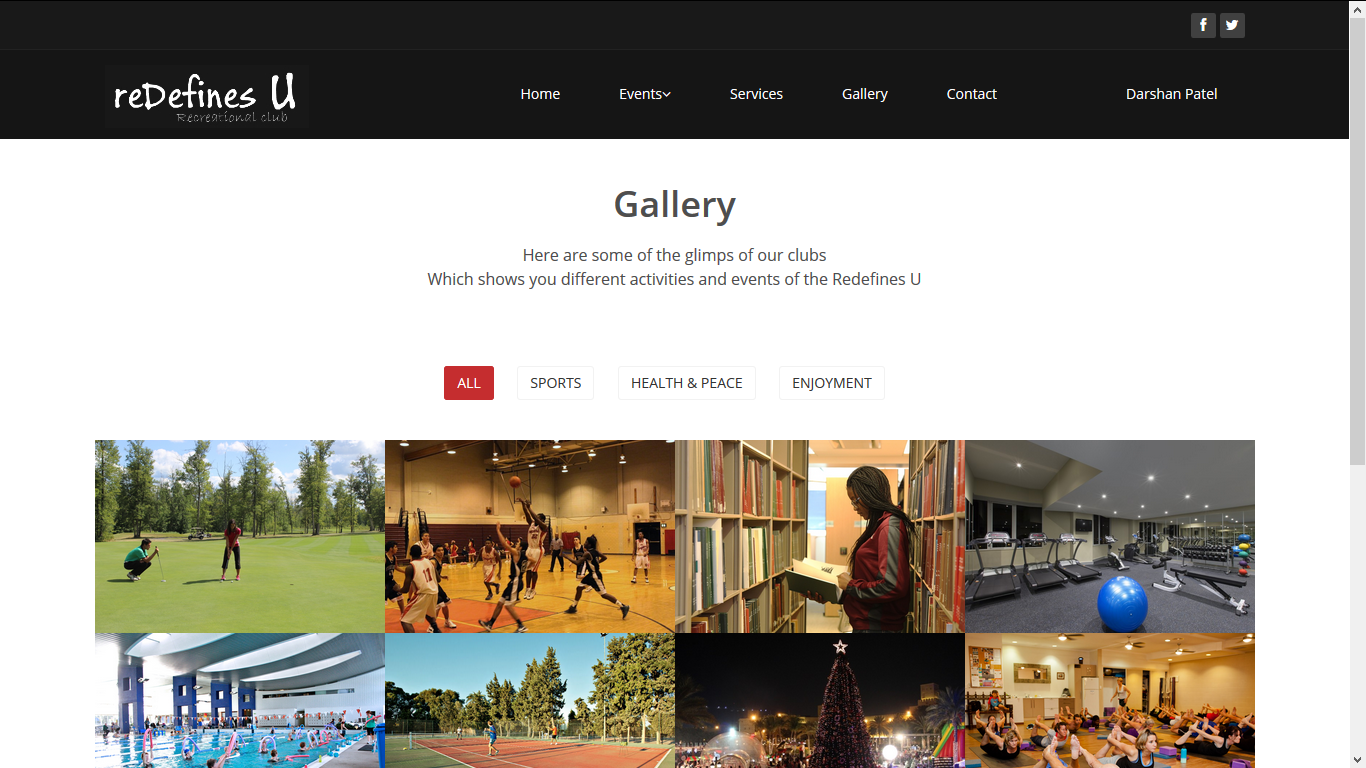 reDefines U
Recreational club
Home Events Services Gallery Contact Darshan Patel
Gallery
Here are some of the glimps of our clubs
Which shows you different activities and events of the Redefines U
ALL SPORTS HEALTH & PEACE ENJOYMENT